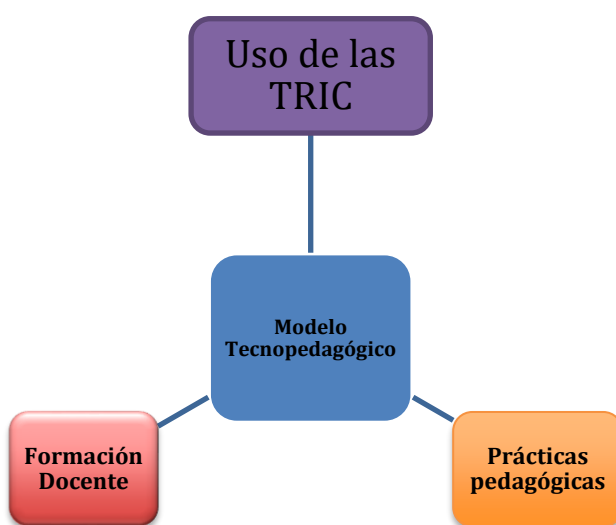 Uso de las
TRIC
Modelo
Tecnopedagógico
Formación
Docente
Prácticas
pedagógicas